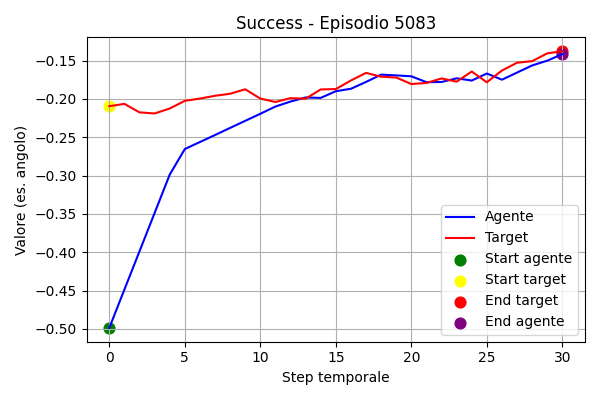 Success - Episodio 5083
Valore (es. angolo)
−0.15
−0.20
−0.25
−0.30
−0.35
−0.40
−0.45
−0.50
Agente
Target
Start agente
Start target
End target
End agente
0 5 10 15 20 25 30
Step temporale